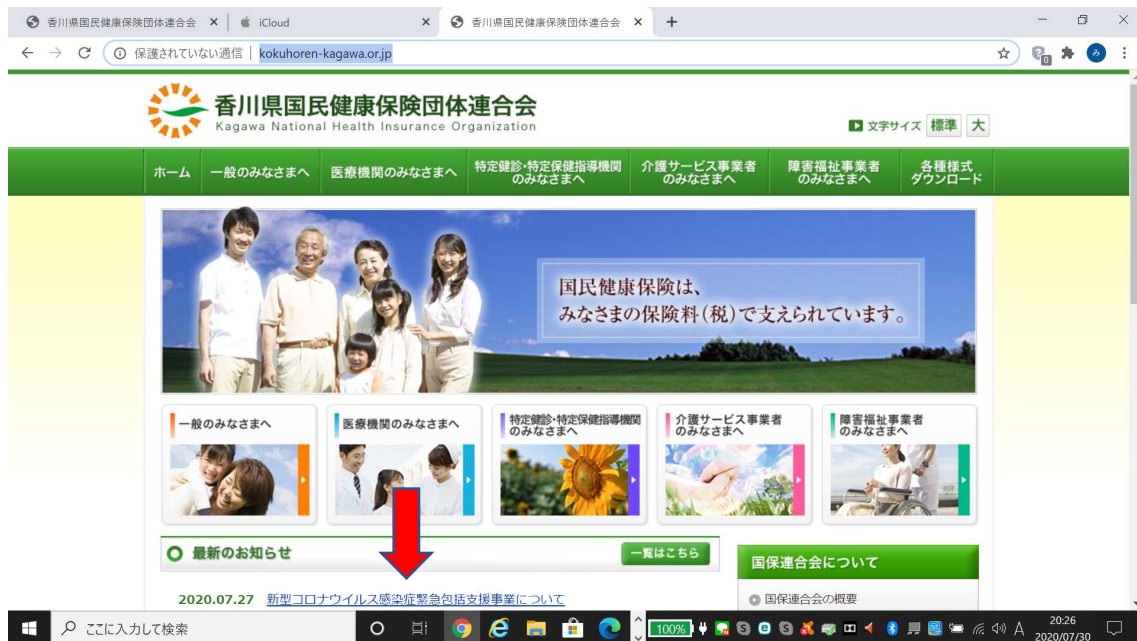 香川県国民健康保険団体連合会
iCloud
香川県国民健康保険団体連合会
保護されていない通信 | kokuhoren-kagawa.or.jp
み
0
香川県国民健康保険団体連合会
Kagawa National Health Insurance Organization
文字サイズ 標準 大
ホーム
一般のみなさまへ
医療機関のみなさまへ
特定健診・特定保健指導機関
のみなさまへ
介護サービス事業者
のみなさまへ
障害福祉事業者
のみなさまへ
各種様式
ダウンロード
国民健康保険は、
みなさまの保険料(税)で支えられています。
一般のみなさまへ
医療機関のみなさまへ
特定健診・特定保健指導機関
のみなさまへ
介護サービス事業者
のみなさまへ
障害福祉事業者
のみなさまへ
最新のお知らせ
一覧はこちら
国保連合会について
2020.07.27 新型コロナウイルス感染症緊急包括支援事業について
国保連合会の概要
ここに入力して検索
100%
A
20:26
2020/07/30